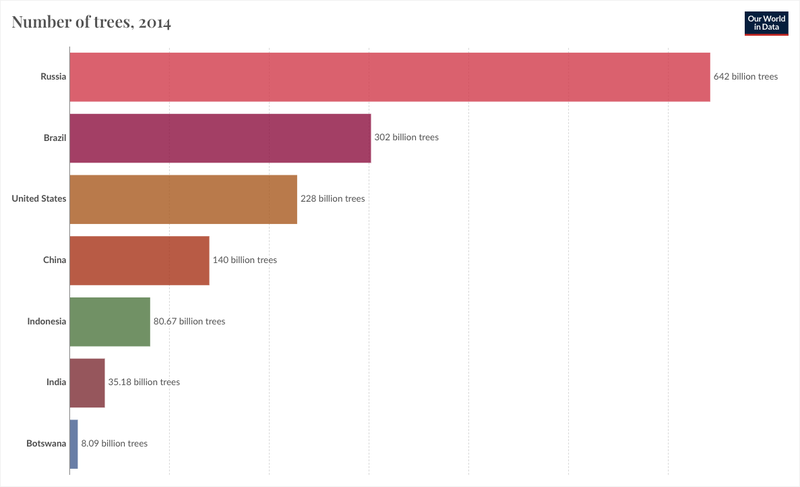 Number of trees, 2014
Our World
in Data
Russia
642 billion trees
Brazil
302 billion trees
United States
228 billion trees
China
140 billion trees
Indonesia
80.67 billion trees
India
35.18 billion trees
Botswana
8.09 billion trees